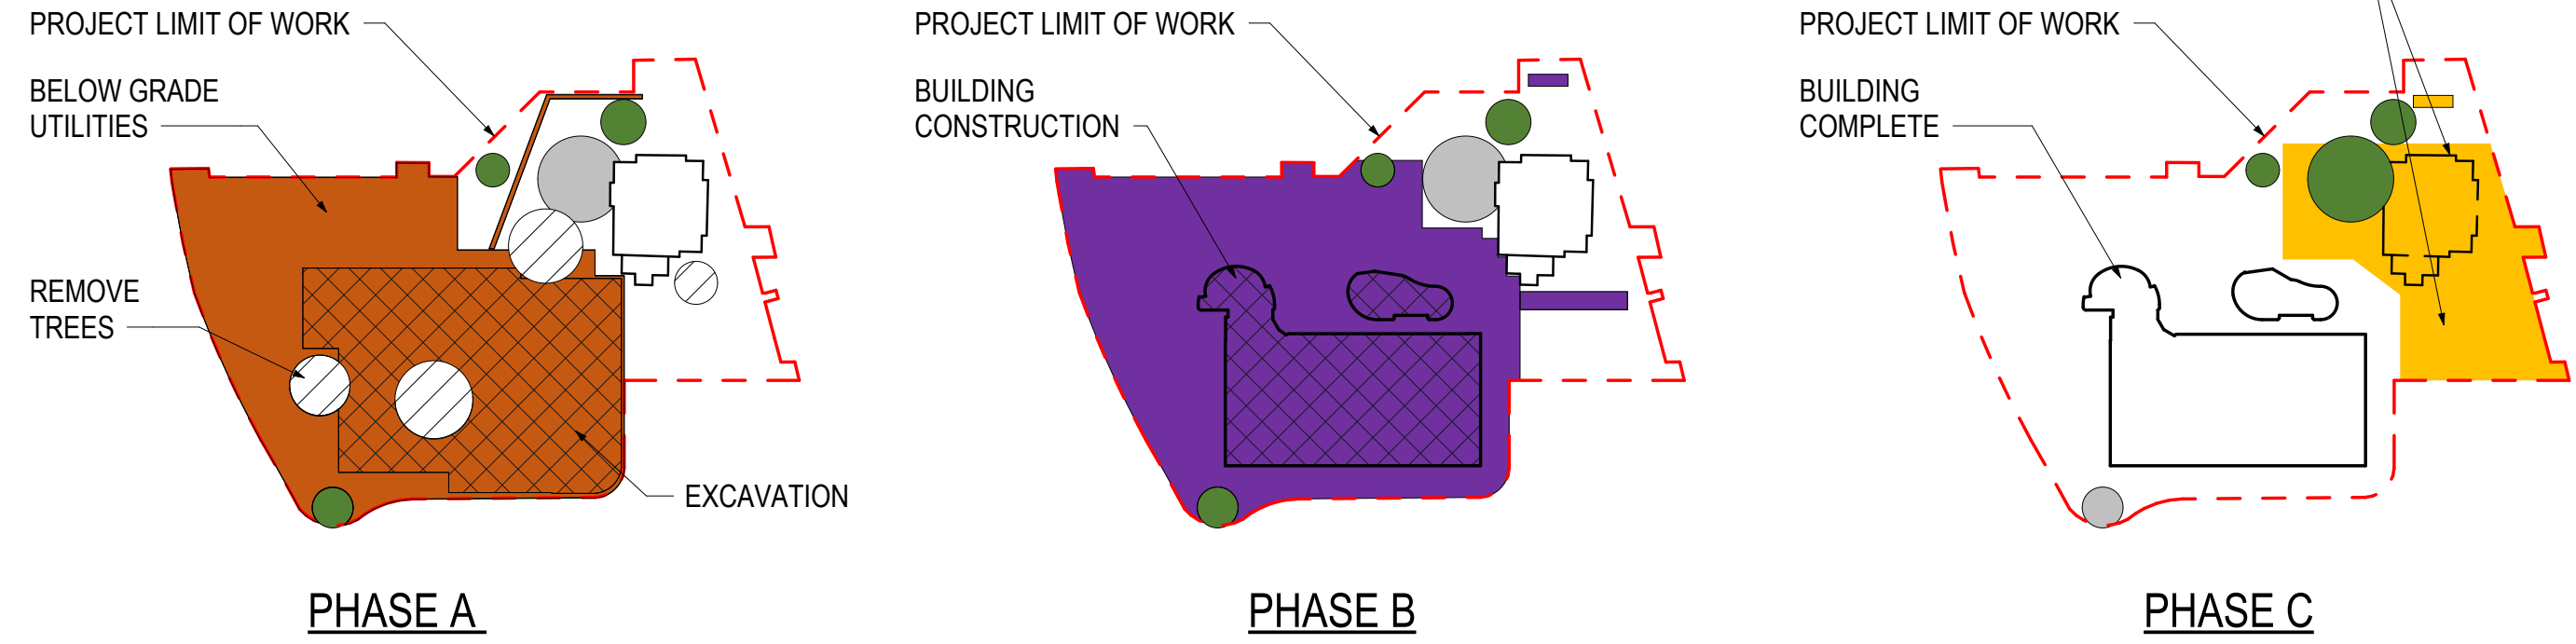 PROJECT LIMIT OF WORK
BELOW GRADE
UTILITIES
REMOVE
TREES
EXCAVATION
PHASE A
PROJECT LIMIT OF WORK
BUILDING
CONSTRUCTION
PHASE B
PROJECT LIMIT OF WORK
BUILDING
COMPLETE
PHASE C